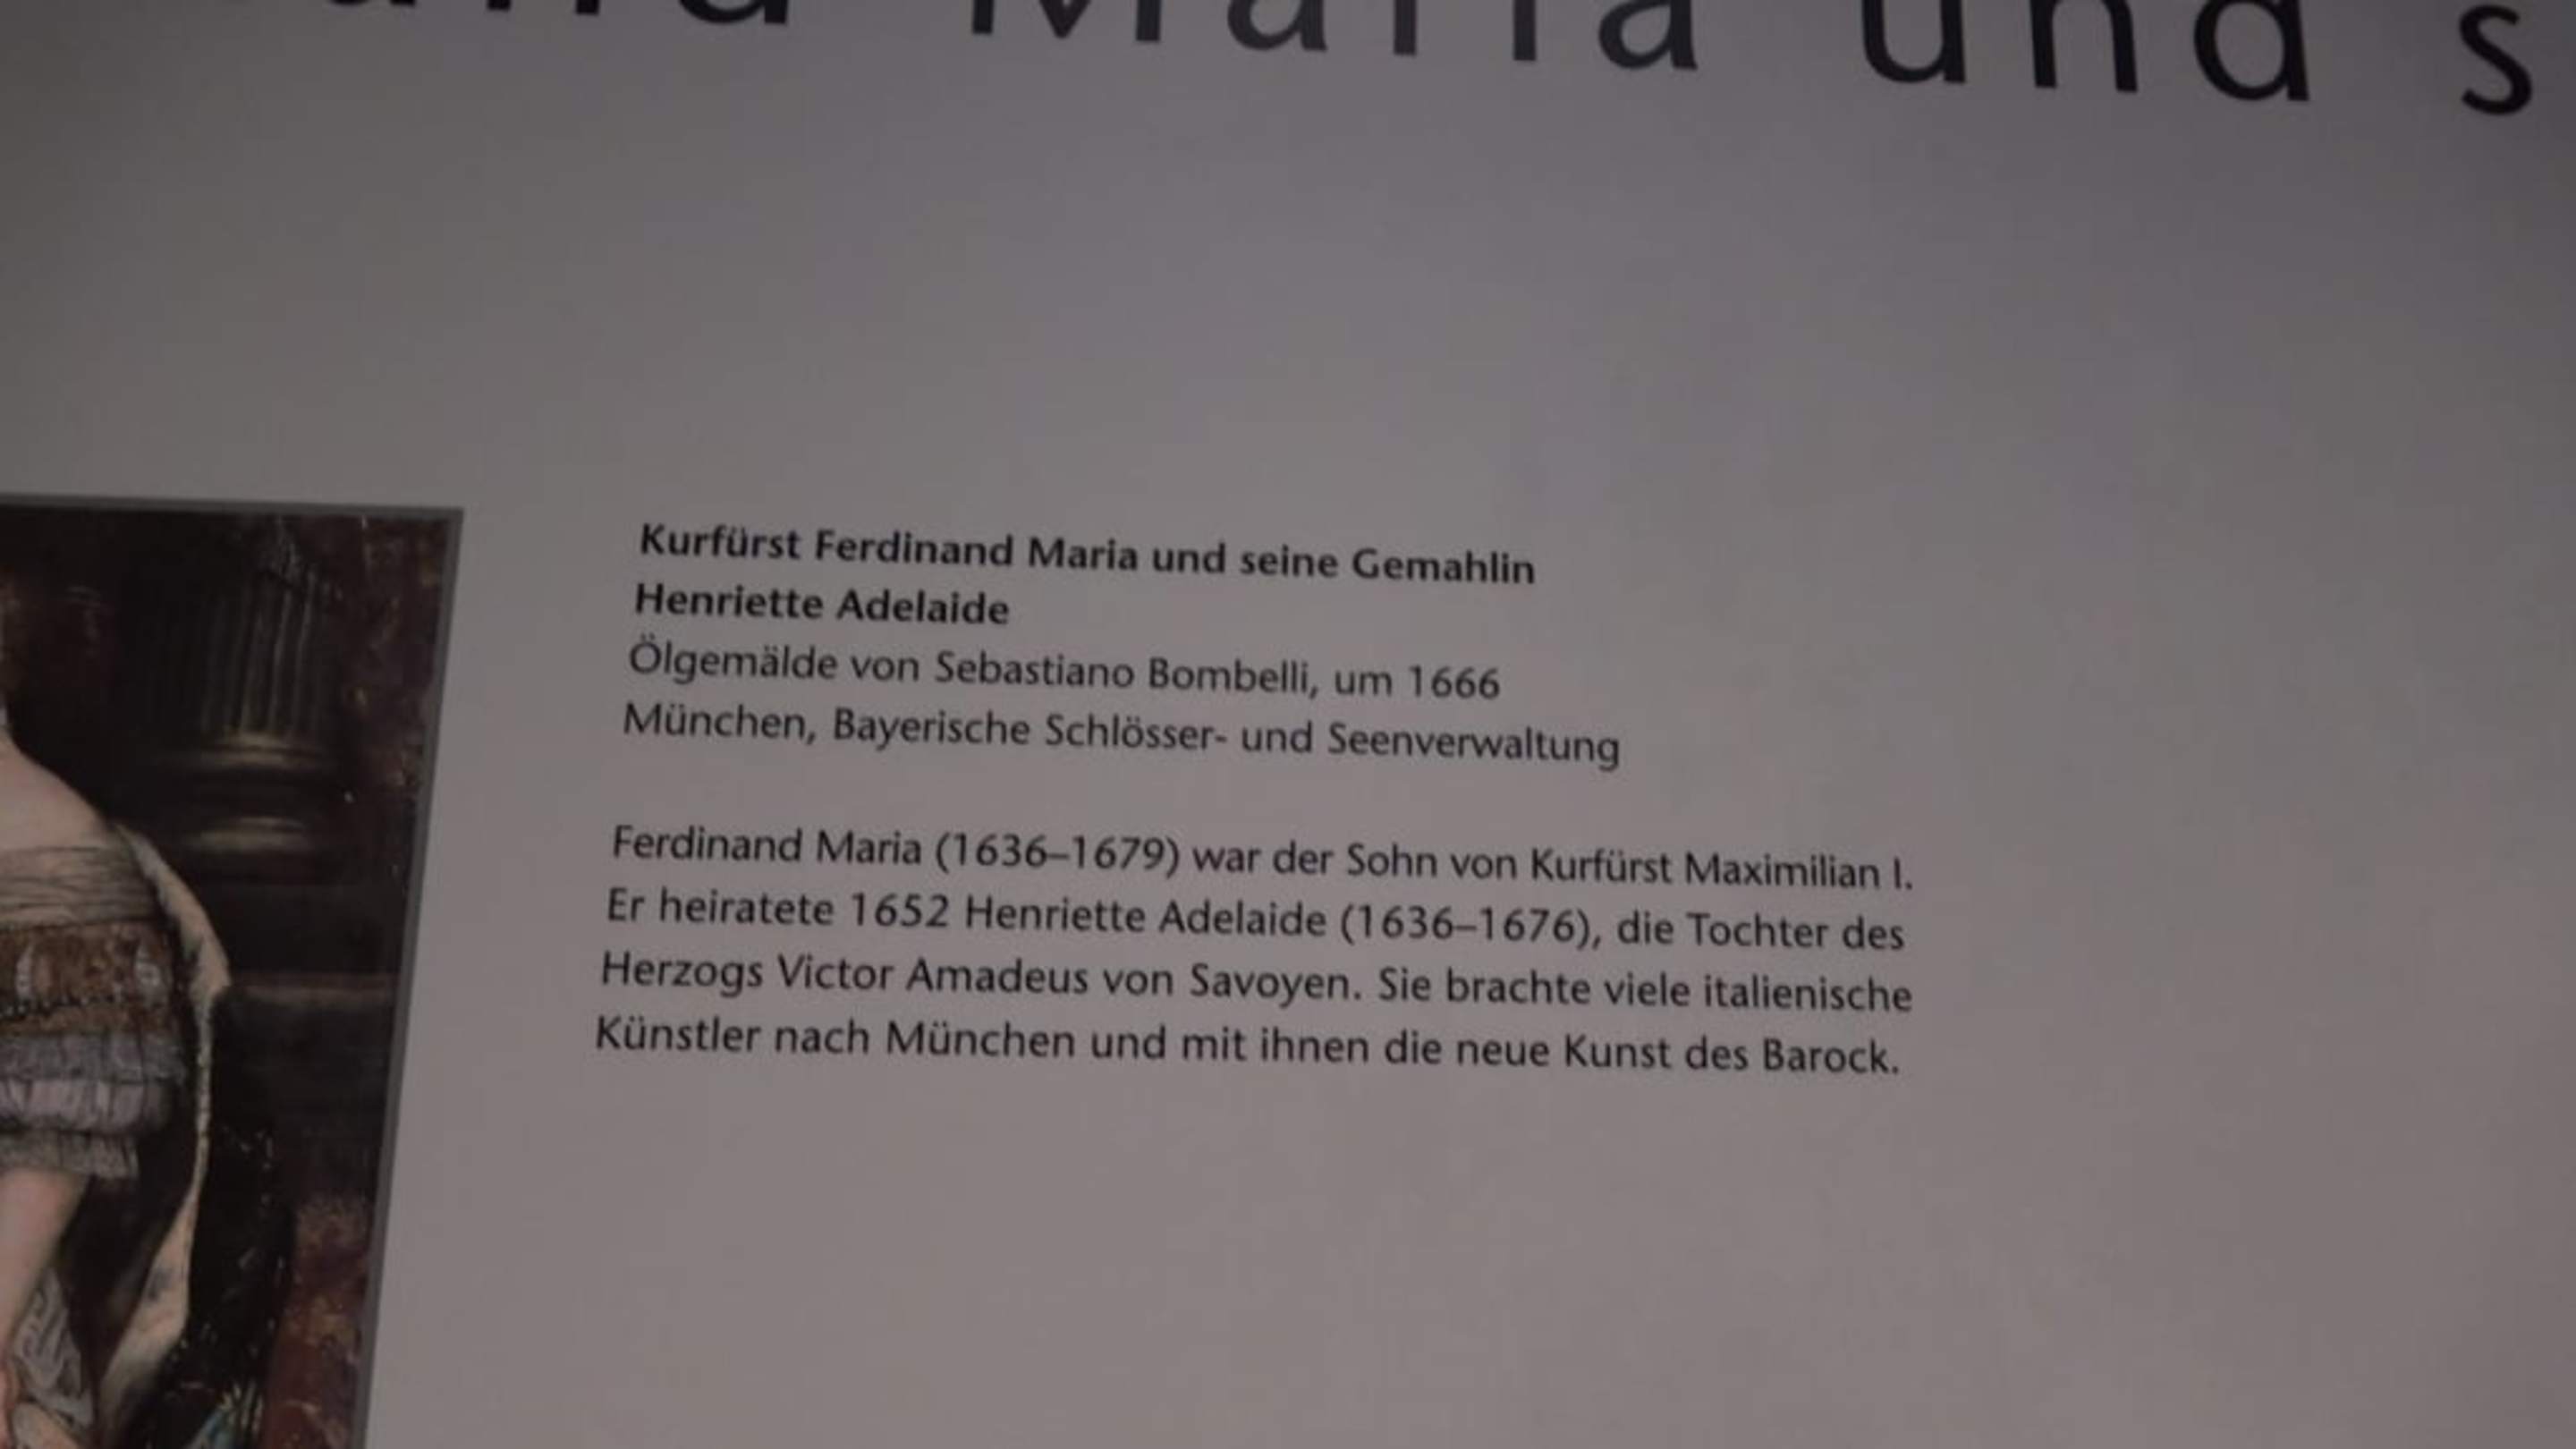 Maria und s
Kurfürst Ferdinand Maria und seine Gemahlin
Henriette Adelaide
Ölgemälde von Sebastiano Bombelli, um 1666
München, Bayerische Schlösser- und Seenverwaltung
Ferdinand Maria (1636–1679) war der Sohn von Kurfürst Maximilian I.
Er heiratete 1652 Henriette Adelaide (1636–1676), die Tochter des
Herzogs Victor Amadeus von Savoyen. Sie brachte viele italienische
Künstler nach München und mit ihnen die neue Kunst des Barock.